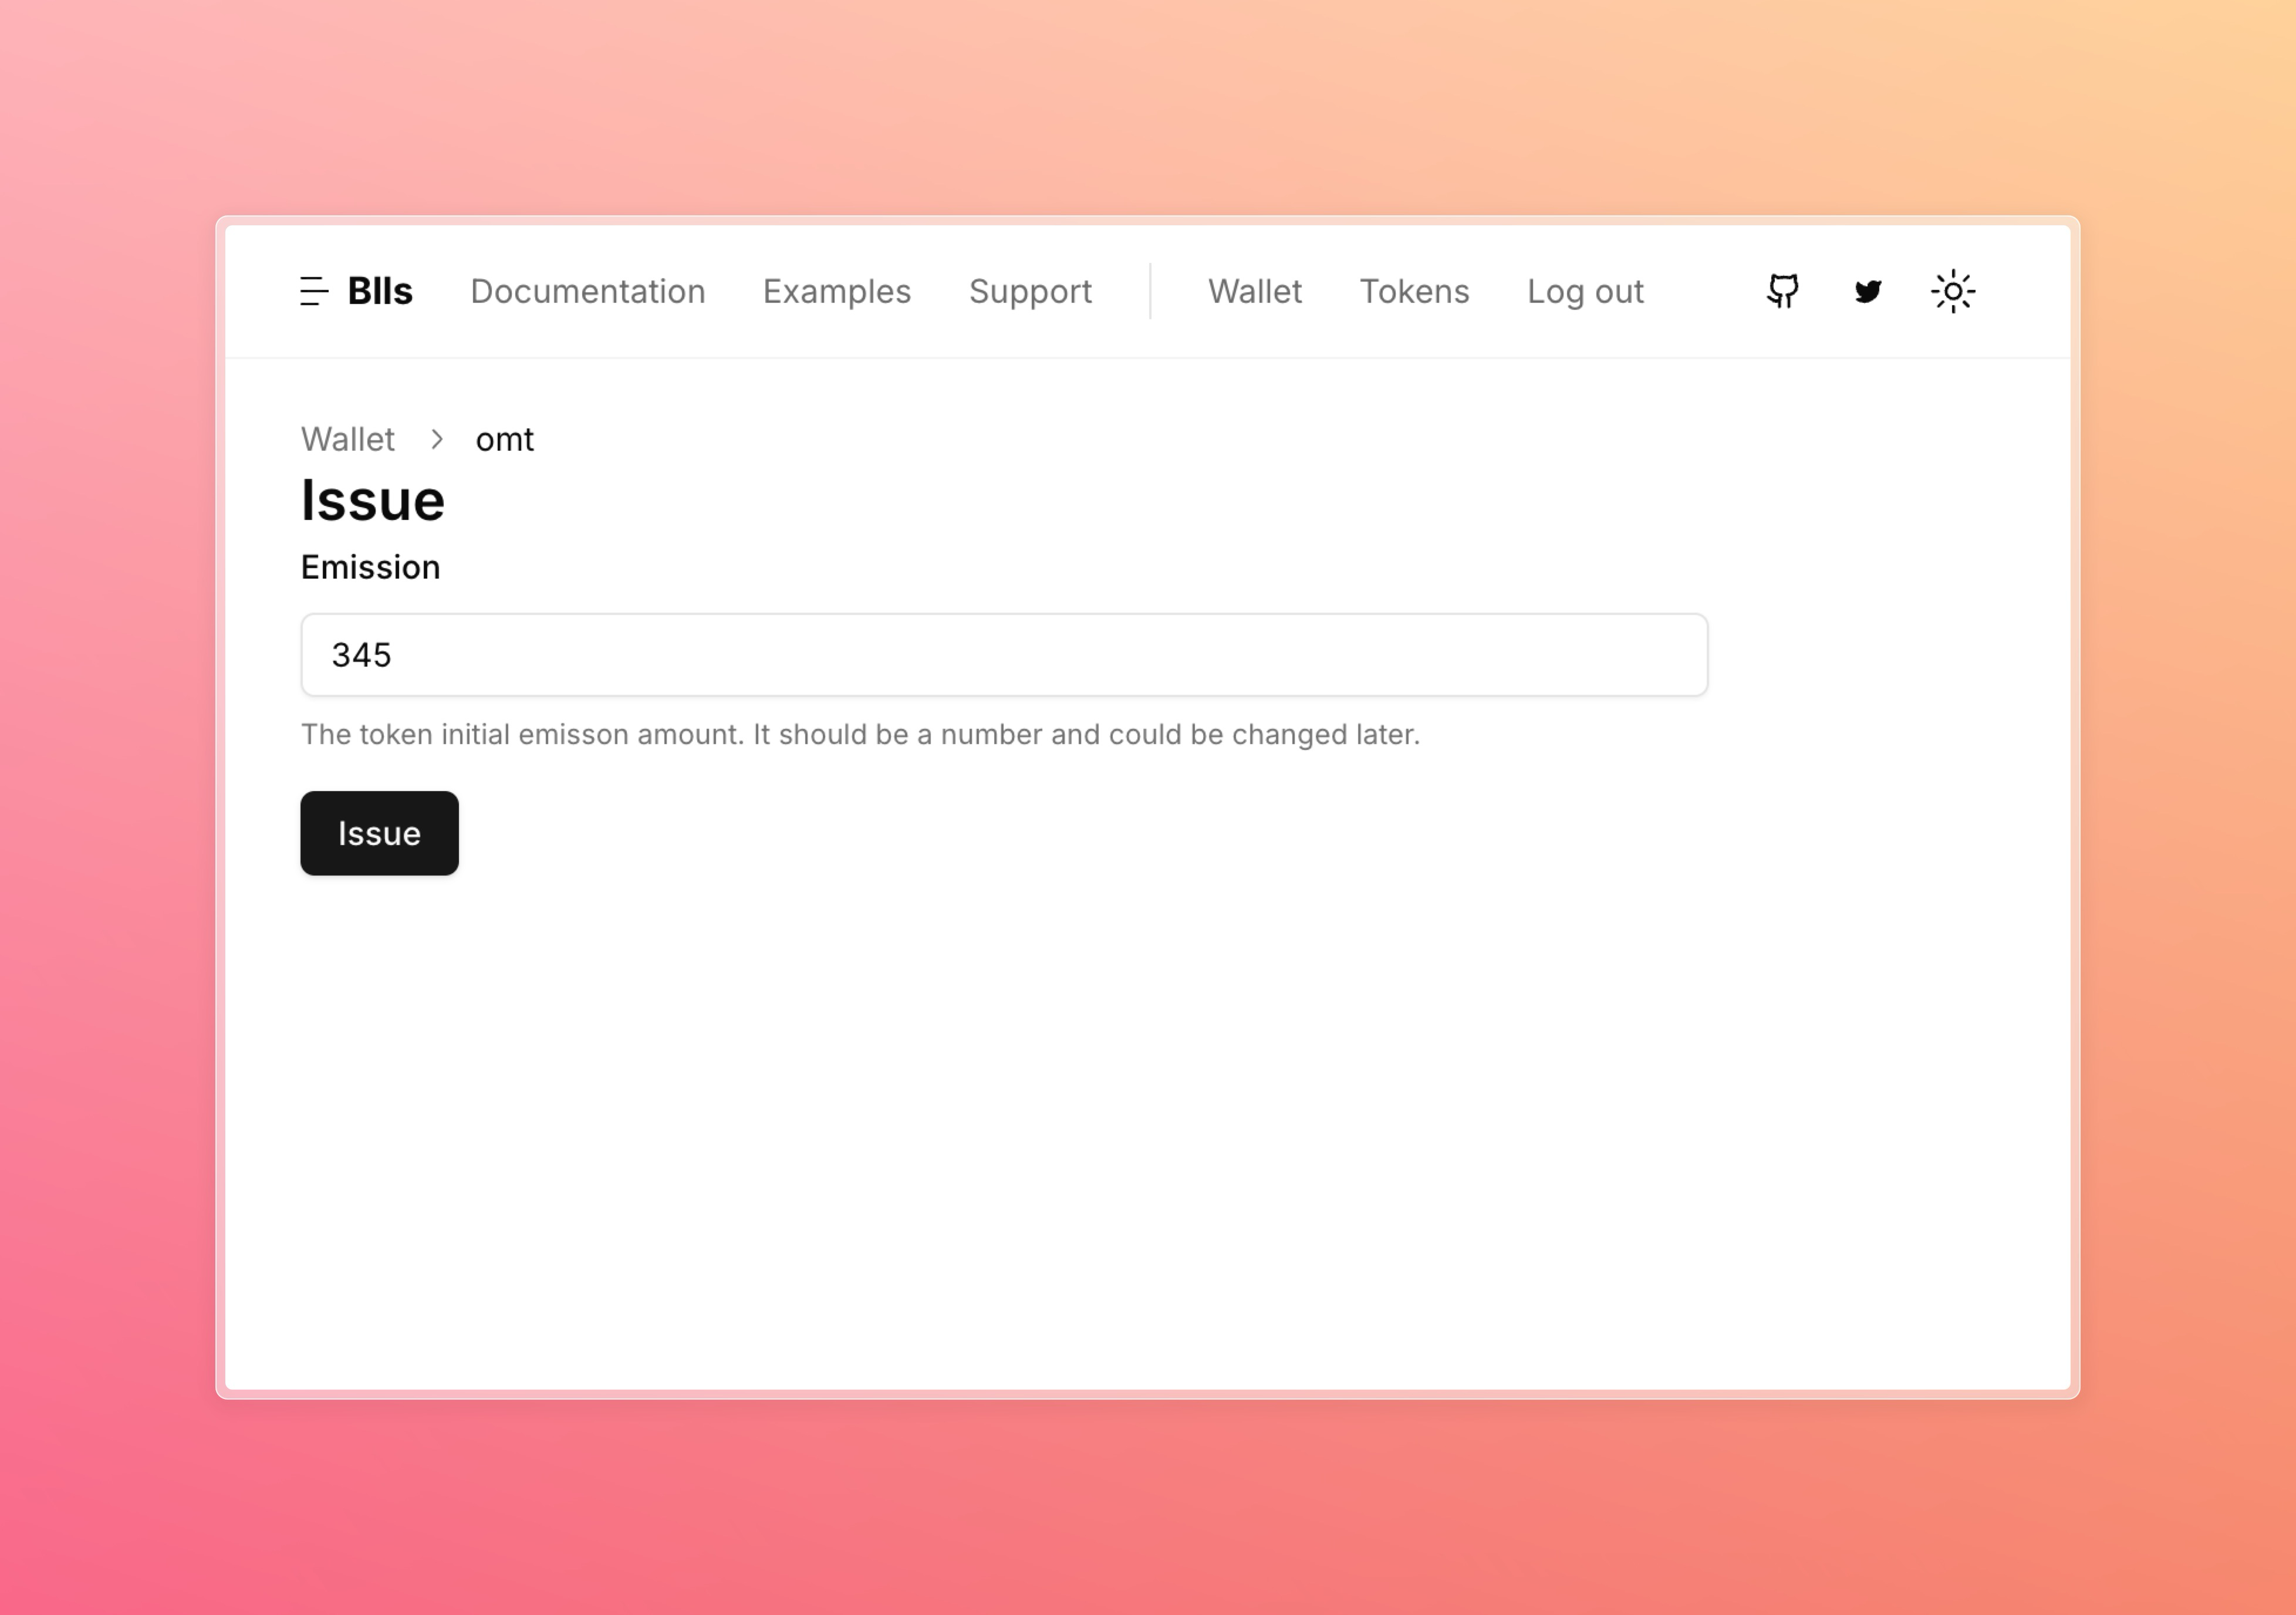 Blls Documentation Examples Support Wallet Tokens Log out
Wallet > omt
Issue
Emission
345
The token initial emisson amount. It should be a number and could be changed later.
Issue